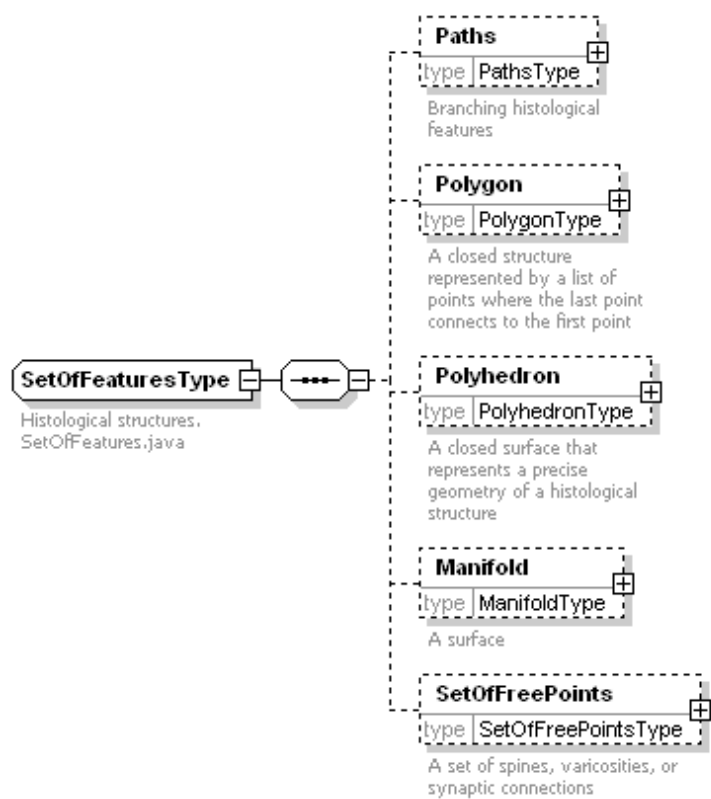 Paths
type PathsType
Branching histological
features
Polygon
type PolygonType
A closed structure
represented by a list of
points where the last point
connects to the first point
SetOfFeaturesType
Histological structures.
SetOfFeatures.java
Polyhedron
type PolyhedronType
A closed surface that
represents a precise
geometry of a histological
structure
Manifold
type ManifoldType
A surface
SetOfFreePoints
type SetOfFreePointsType
A set of spines, varicosities, or
synaptic connections